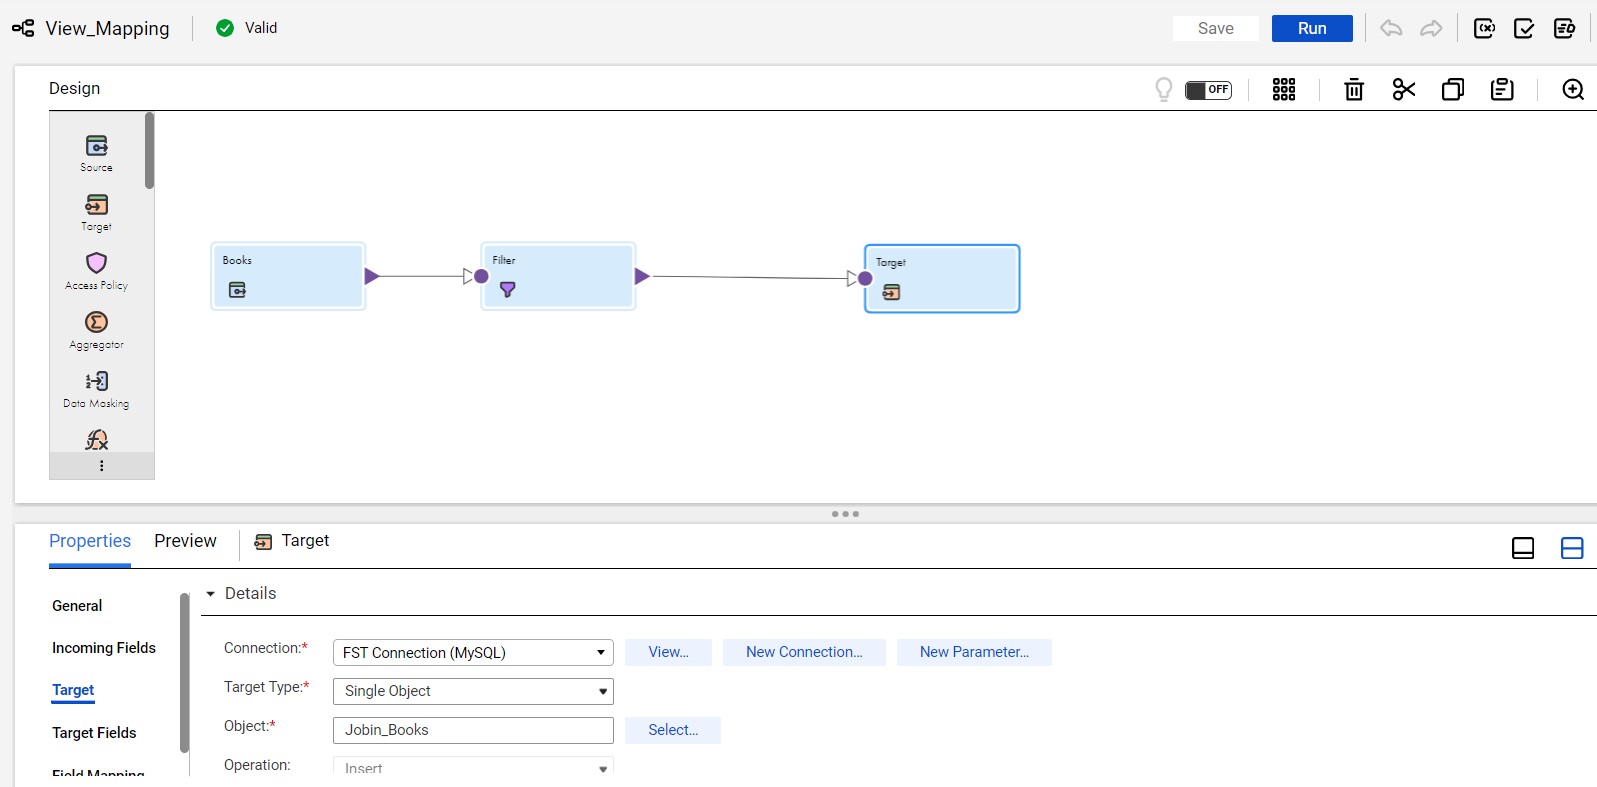 View_Mapping
Valid
Save
Run
Design
OFF
Source
Target
Access Policy
Aggregator
Data Masking
Books
Filter
Target
Properties
Preview
Target
General
Incoming Fields
Target
Target Fields
Field Mapping
Details
Connection:*
FST Connection (MySQL)
View...
New Connection...
New Parameter...
Target Type:*
Single Object
Object:*
Jobin_Books
Select...
Operation:
Insert